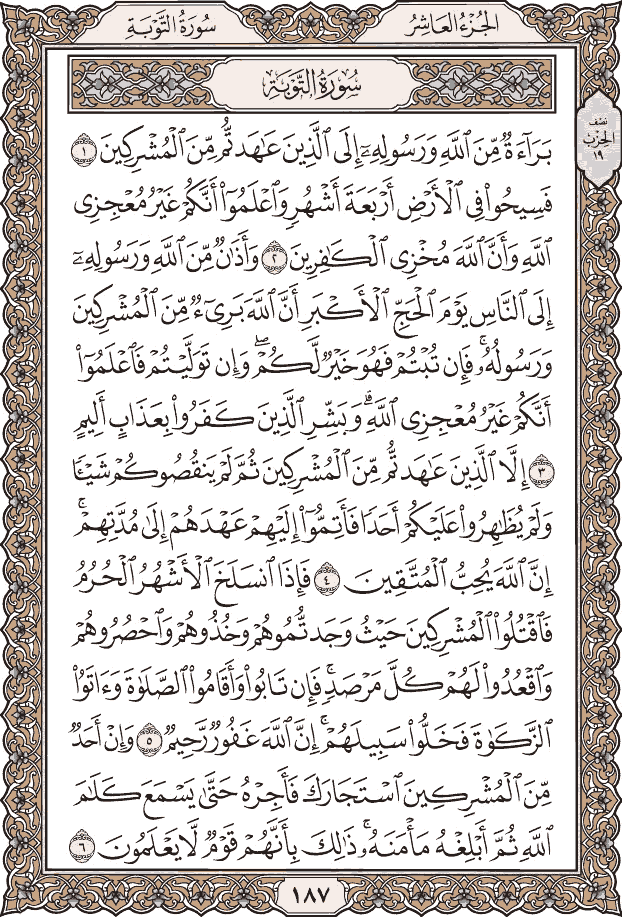 الجُزْءُ العَاشِرُ
سُورَةُ التَّوْبَةِ
سُورَةُ التَّوْبَةِ
نصف
الحزب
١٩
بَرَآءَةٌ مِّنَ ٱللَّهِ وَرَسُولِهِۦٓ إِلَى ٱلَّذِينَ عَٰهَدتُّم مِّنَ ٱلْمُشْرِكِينَ ١
فَسِيحُوا۟ فِى ٱلْأَرْضِ أَرْبَعَةَ أَشْهُرٍ وَٱعْلَمُوٓا۟ أَنَّكُمْ غَيْرُ مُعْجِزِى
ٱللَّهِ وَأَنَّ ٱللَّهَ مُخْزِى ٱلْكَٰفِرِينَ ٢ وَأَذَٰنٌ مِّنَ ٱللَّهِ وَرَسُولِهِۦٓ
إِلَى ٱلنَّاسِ يَوْمَ ٱلْحَجِّ ٱلْأَكْبَرِ أَنَّ ٱللَّهَ بَرِىٓءٌ مِّنَ ٱلْمُشْرِكِينَ
وَرَسُولُهُۥ ۚ فَإِن تُبْتُمْ فَهُوَ خَيْرٌ لَّكُمْ ۖ وَإِن تَوَلَّيْتُمْ فَٱعْلَمُوٓا۟
أَنَّكُمْ غَيْرُ مُعْجِزِى ٱللَّهِ ۗ وَبَشِّرِ ٱلَّذِينَ كَفَرُوا۟ بِعَذَابٍ أَلِيمٍ
٣ إِلَّا ٱلَّذِينَ عَٰهَدتُّم مِّنَ ٱلْمُشْرِكِينَ ثُمَّ لَمْ يَنقُصُوكُمْ شَيْـًٔا
وَلَمْ يُظَٰهِرُوا۟ عَلَيْكُمْ أَحَدًا فَأَتِمُّوٓا۟ إِلَيْهِمْ عَهْدَهُمْ إِلَىٰ مُدَّتِهِمْ ۚ
إِنَّ ٱللَّهَ يُحِبُّ ٱلْمُتَّقِينَ ٤ فَإِذَا ٱنسَلَخَ ٱلْأَشْهُرُ ٱلْحُرُمُ
فَٱقْتُلُوا۟ ٱلْمُشْرِكِينَ حَيْثُ وَجَدتُّمُوهُمْ وَخُذُوهُمْ وَٱحْصُرُوهُمْ
وَٱقْعُدُوا۟ لَهُمْ كُلَّ مَرْصَدٍ ۚ فَإِن تَابُوا۟ وَأَقَامُوا۟ ٱلصَّلَوٰةَ وَءَاتَوُا۟
ٱلزَّكَوٰةَ فَخَلُّوا۟ سَبِيلَهُمْ ۚ إِنَّ ٱللَّهَ غَفُورٌ رَّحِيمٌ ٥ وَإِنْ أَحَدٌ
مِّنَ ٱلْمُشْرِكِينَ ٱسْتَجَارَكَ فَأَجِرْهُ حَتَّىٰ يَسْمَعَ كَلَٰمَ
ٱللَّهِ ثُمَّ أَبْلِغْهُ مَأْمَنَهُۥ ۚ ذَٰلِكَ بِأَنَّهُمْ قَوْمٌ لَّا يَعْلَمُونَ ٦
١٨٧